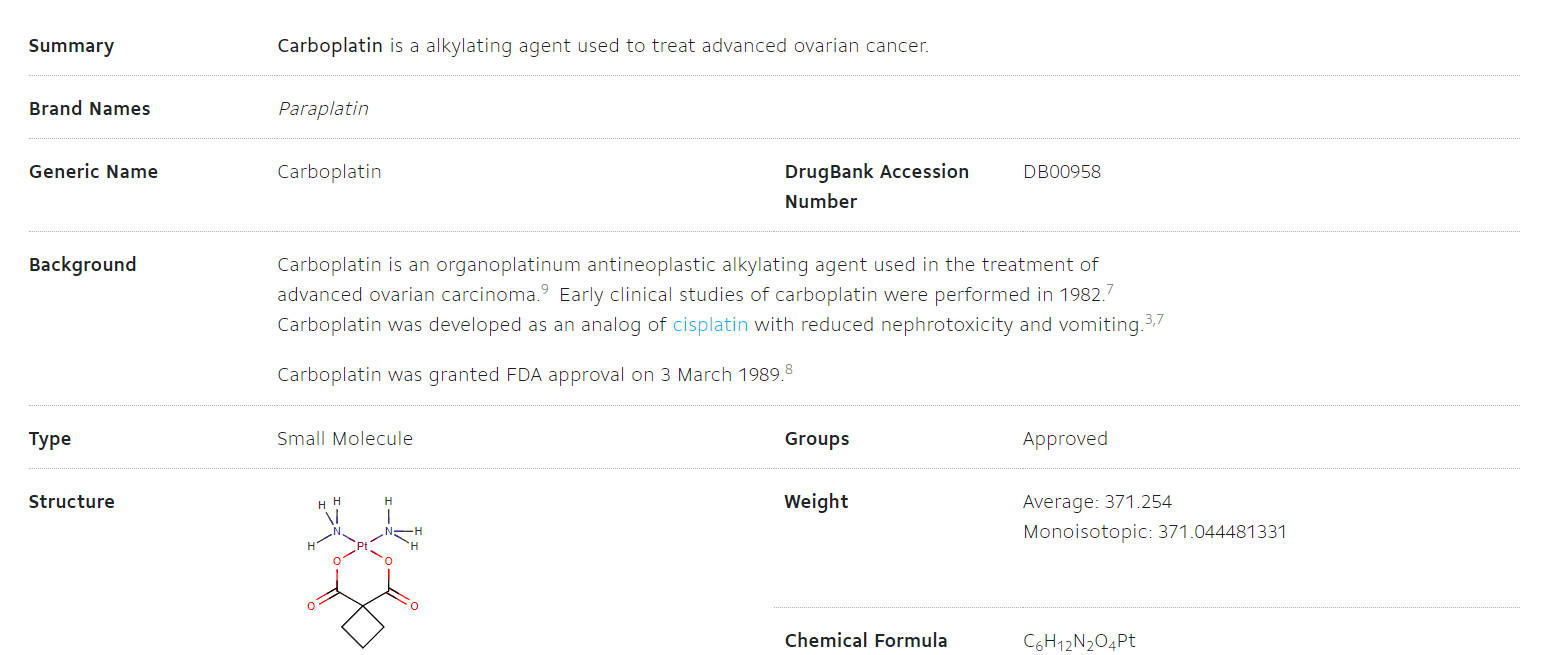 Summary Carboplatin is a alkylating agent used to treat advanced ovarian cancer.
Brand Names Paraplatin
Generic Name Carboplatin DrugBank Accession DB00958
Number
Background Carboplatin is an organoplatinum antineoplastic alkylating agent used in the treatment of
advanced ovarian carcinoma.9 Early clinical studies of carboplatin were performed in 1982.7
Carboplatin was developed as an analog of cisplatin with reduced nephrotoxicity and vomiting.3,7
Carboplatin was granted FDA approval on 3 March 1989.8
Type Small Molecule Groups Approved
Structure Weight Average: 371.254
Monoisotopic: 371.044481331
H H H
N N H
H Pt H
O O
O O
Chemical Formula C6H12N2O4Pt